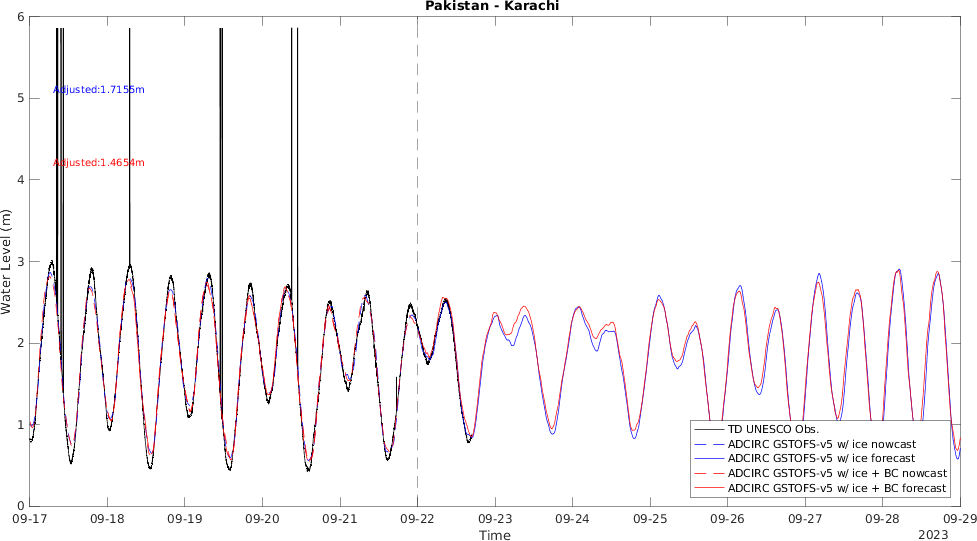 Pakistan - Karachi
6
5
4
3
2
1
0
Water Level (m)
Adjusted:1.7155m
Adjusted:1.4654m
TD UNESCO Obs.
ADCIRC GSTOFS-v5 w/ ice nowcast
ADCIRC GSTOFS-v5 w/ ice forecast
ADCIRC GSTOFS-v5 w/ ice + BC nowcast
ADCIRC GSTOFS-v5 w/ ice + BC forecast
09-17 09-18 09-19 09-20 09-21 09-22 09-23 09-24 09-25 09-26 09-27 09-28 09-29
Time
2023